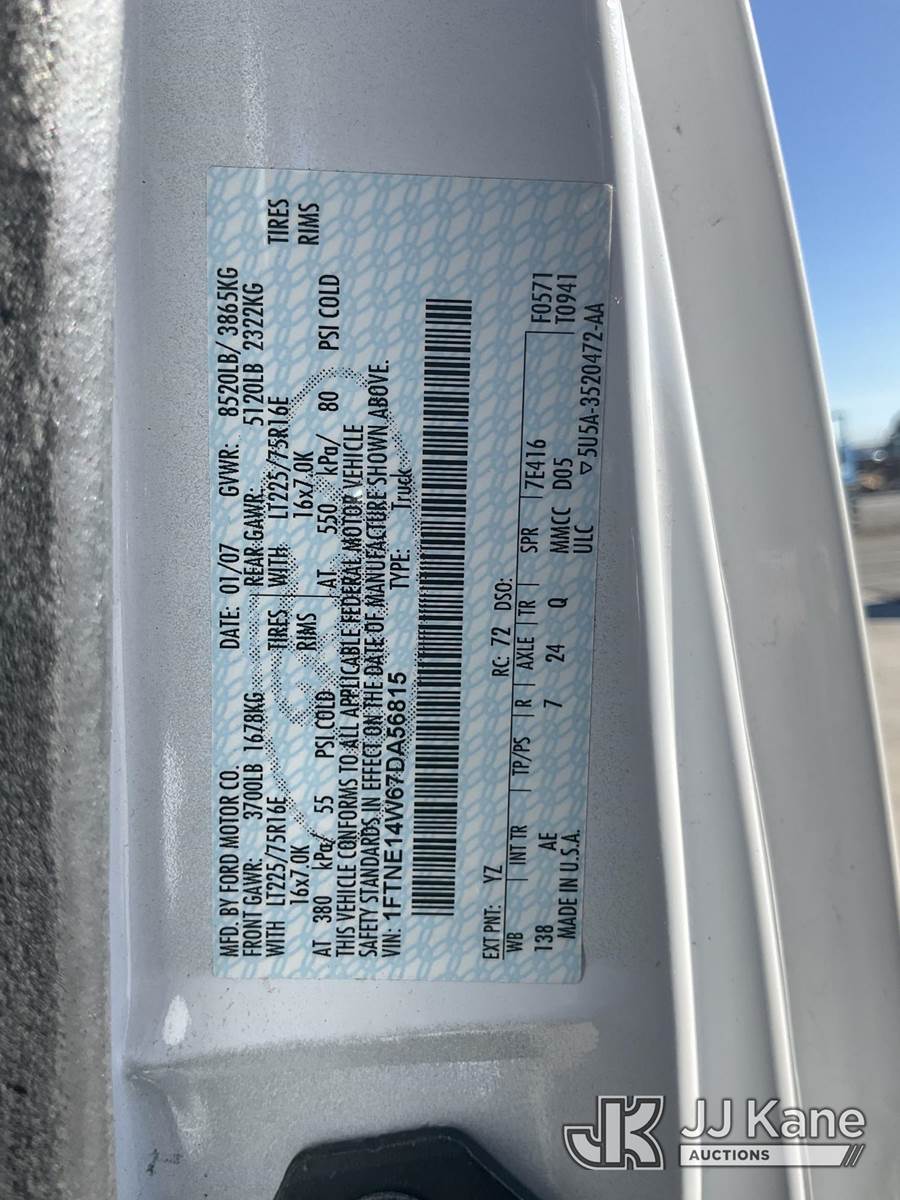 MFD. BY FORD MOTOR CO. DATE: 01/07 GVWR: 8520LB/ 3865KG
FRONT GAWR: 3700LB 1678KG REAR GAWR: 5120LB 2322KG
WITH LT225/75R16E TIRES WITH LT225/75R16E TIRES
16x7.0K RIMS 16x7.0K RIMS
AT 380 kPa/ 55 PSI COLD AT 550 kPa/ 80 PSI COLD
THIS VEHICLE CONFORMS TO ALL APPLICABLE FEDERAL MOTOR VEHICLE
SAFETY STANDARDS IN EFFECT ON THE DATE OF MANUFACTURE SHOWN ABOVE.
VIN: 1FTNE14W67DA56815 TYPE: Truck
EXT PNT: YZ RC: 72 DSO:
WB INT TR TP/PS R AXLE TR SPR 7E416 F0571
138 AE 7 24 Q MMCC D05 T0941
MADE IN U.S.A. ULC ▽5U5A-3520472-AA
JK JJ Kane
AUCTIONS